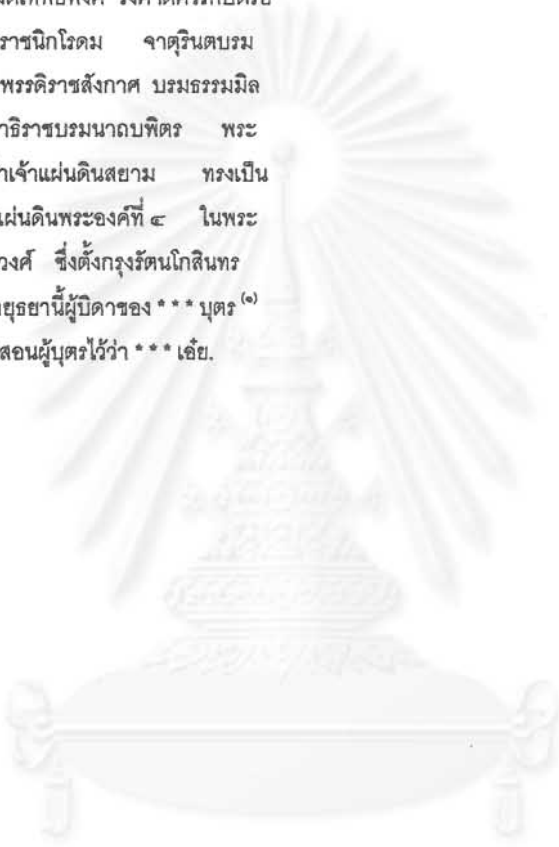 ราชนิกโรดม จาตุรินตบรม
พรรดิราชสังกาศ บรมธรรมมิล
าธิราชบรมนาถบพิตร พระ
าเจ้าแผ่นดินสยาม ทรงเป็น
แผ่นดินพระองค์ที่ ๔ ในพระ
วงศ์ ซึ่งตั้งกรุงรัตนโกสินทร
ยุธยานี้ผู้บิดาของ * * * บุตร (๑)
สอนผู้บุตรไว้ว่า * * * เอ๋ย.